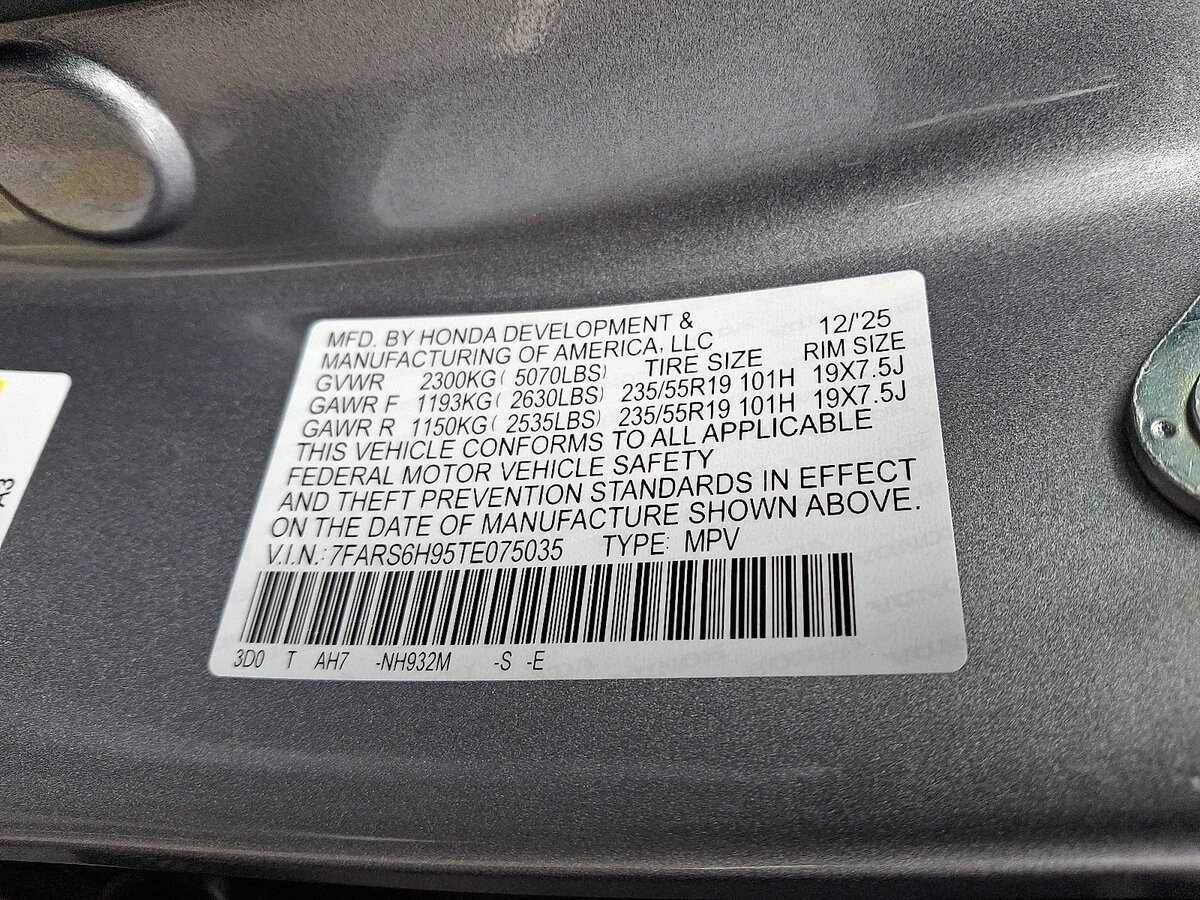 MFD. BY HONDA DEVELOPMENT &
MANUFACTURING OF AMERICA, LLC 12/'25
GVWR 2300KG( 5070LBS) TIRE SIZE RIM SIZE
GAWR F 1193KG( 2630LBS) 235/55R19 101H 19X7.5J
GAWR R 1150KG( 2535LBS) 235/55R19 101H 19X7.5J
THIS VEHICLE CONFORMS TO ALL APPLICABLE
FEDERAL MOTOR VEHICLE SAFETY
AND THEFT PREVENTION STANDARDS IN EFFECT
ON THE DATE OF MANUFACTURE SHOWN ABOVE.
V.I.N.: 7FARS6H95TE075035 TYPE: MPV
3D0 T AH7 -NH932M -S -E